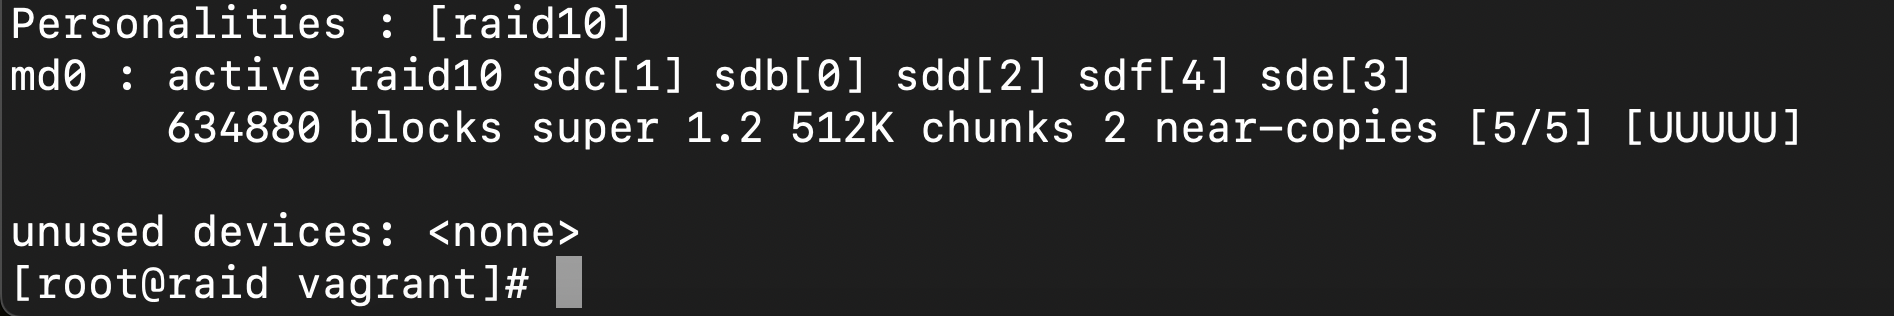 Personalities : [raid10]
md0 : active raid10 sdc[1] sdb[0] sdd[2] sdf[4] sde[3]
      634880 blocks super 1.2 512K chunks 2 near-copies [5/5] [UUUUU]

unused devices: <none>
[root@raid vagrant]#